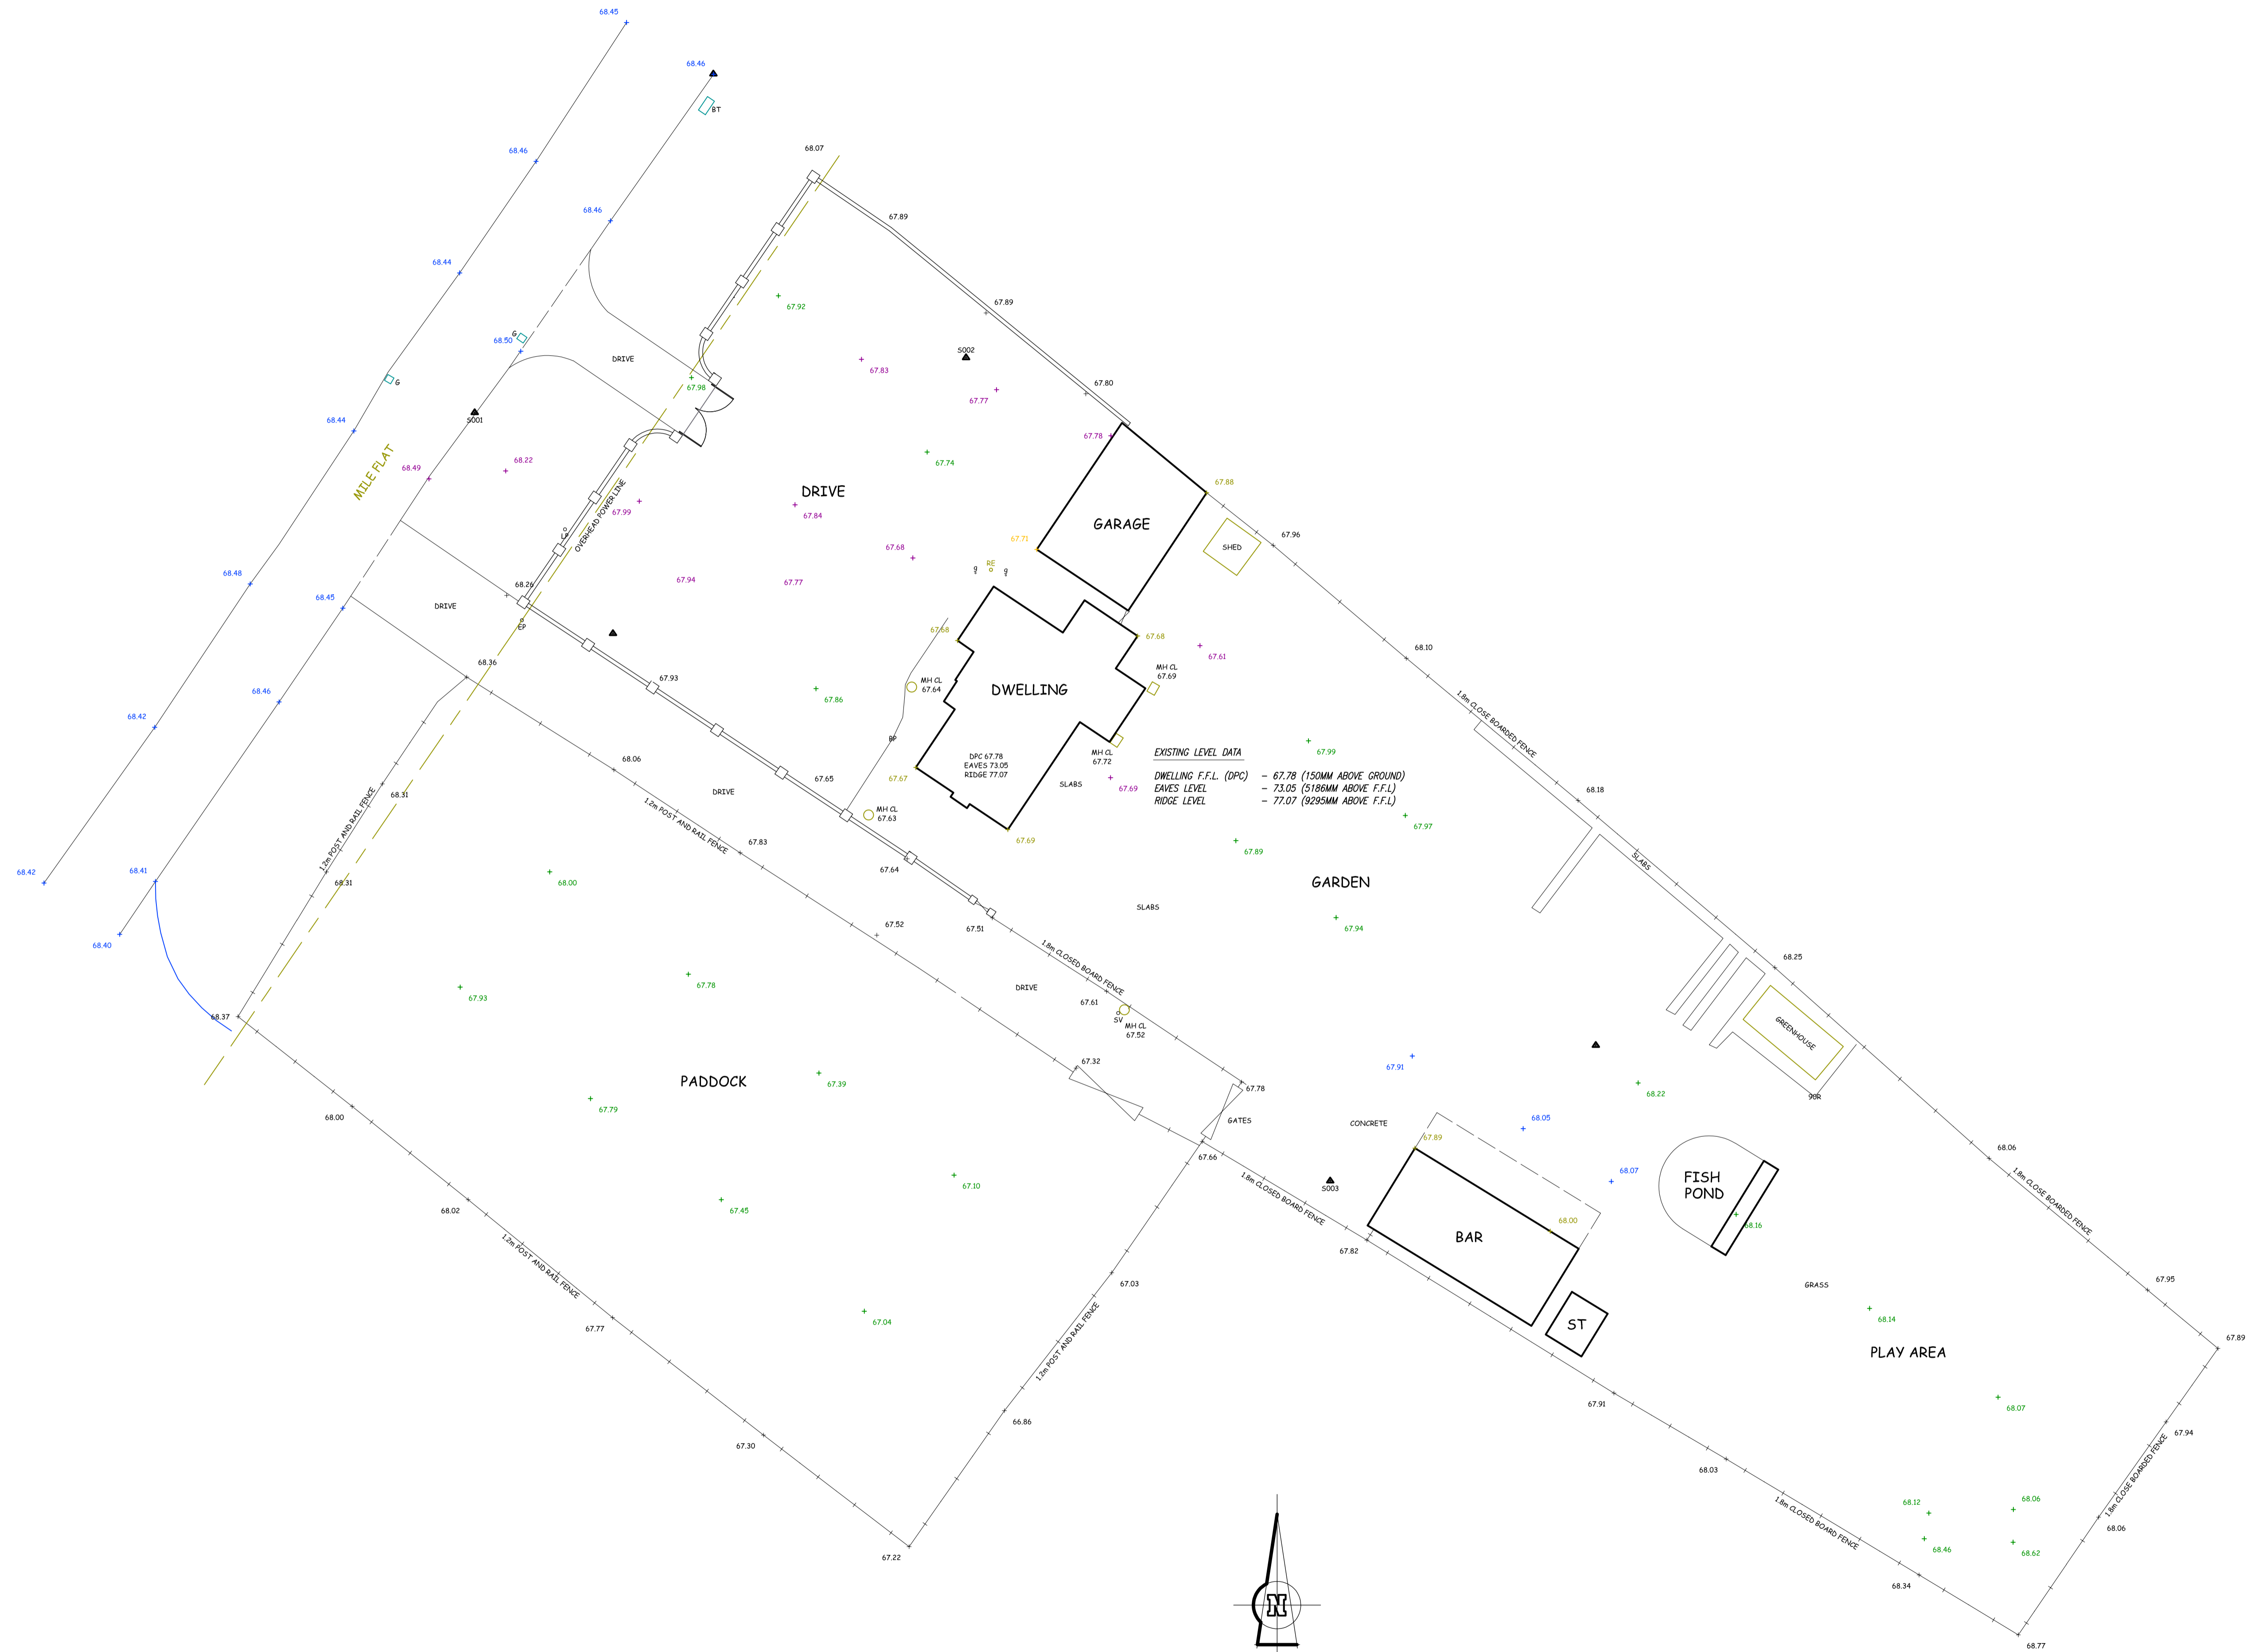 68.45
68.46
BT
68.46
68.07
68.46
67.89
68.44
67.92
67.89
G
68.50
DRIVE
67.83
S002
67.98
67.77
67.80
G
S001
68.44
67.78
MILE FLAT
68.49
68.22
67.74
67.88
DRIVE
OVERHEAD POWER LINE
67.99
67.84
GARAGE
LP
67.71
67.96
SHED
67.68
g
RE
g
68.48
67.94
67.77
68.26
68.45
DRIVE
EP
67.68
67.68
68.10
67.61
68.36
67.93
MH CL
67.69
MH CL
67.64
67.86
DWELLING
68.46
1.8m CLOSE BOARDED FENCE
68.42
BP
MH CL
67.72
67.99
EXISTING LEVEL DATA
DPC 67.78
EAVES 73.05
RIDGE 77.07
68.06
67.65
67.67
SLABS
67.69
DWELLING F.F.L. (DPC) - 67.78 (150MM ABOVE GROUND)
EAVES LEVEL - 73.05 (5186MM ABOVE F.F.L)
RIDGE LEVEL - 77.07 (9295MM ABOVE F.F.L)
68.18
DRIVE
68.31
1.2m POST AND RAIL FENCE
1.2m POST AND RAIL FENCE
MH CL
67.63
67.97
67.83
67.69
67.89
SLABS
68.42
68.41
68.31
68.00
67.64
GARDEN
SLABS
67.52
67.51
67.94
68.40
1.8m CLOSED BOARD FENCE
68.25
67.93
67.78
DRIVE
67.61
SV
MH CL
67.52
68.37
GREENHOUSE
67.32
67.91
PADDOCK
67.39
67.78
68.22
90R
67.79
68.00
GATES
CONCRETE
68.05
67.89
68.06
67.66
67.10
68.07
FISH
POND
1.8m CLOSE BOARDED FENCE
1.8m CLOSED BOARD FENCE
S003
68.02
67.45
68.00
68.16
BAR
1.2m POST AND RAIL FENCE
67.82
67.03
GRASS
67.95
67.04
67.77
ST
68.14
67.89
1.2m POST AND RAIL FENCE
PLAY AREA
67.91
68.07
66.86
67.94
67.30
68.03
1.8m CLOSE BOARDED FENCE
68.12
68.06
1.8m CLOSED BOARD FENCE
68.06
68.46
68.62
67.22
68.34
N
68.77